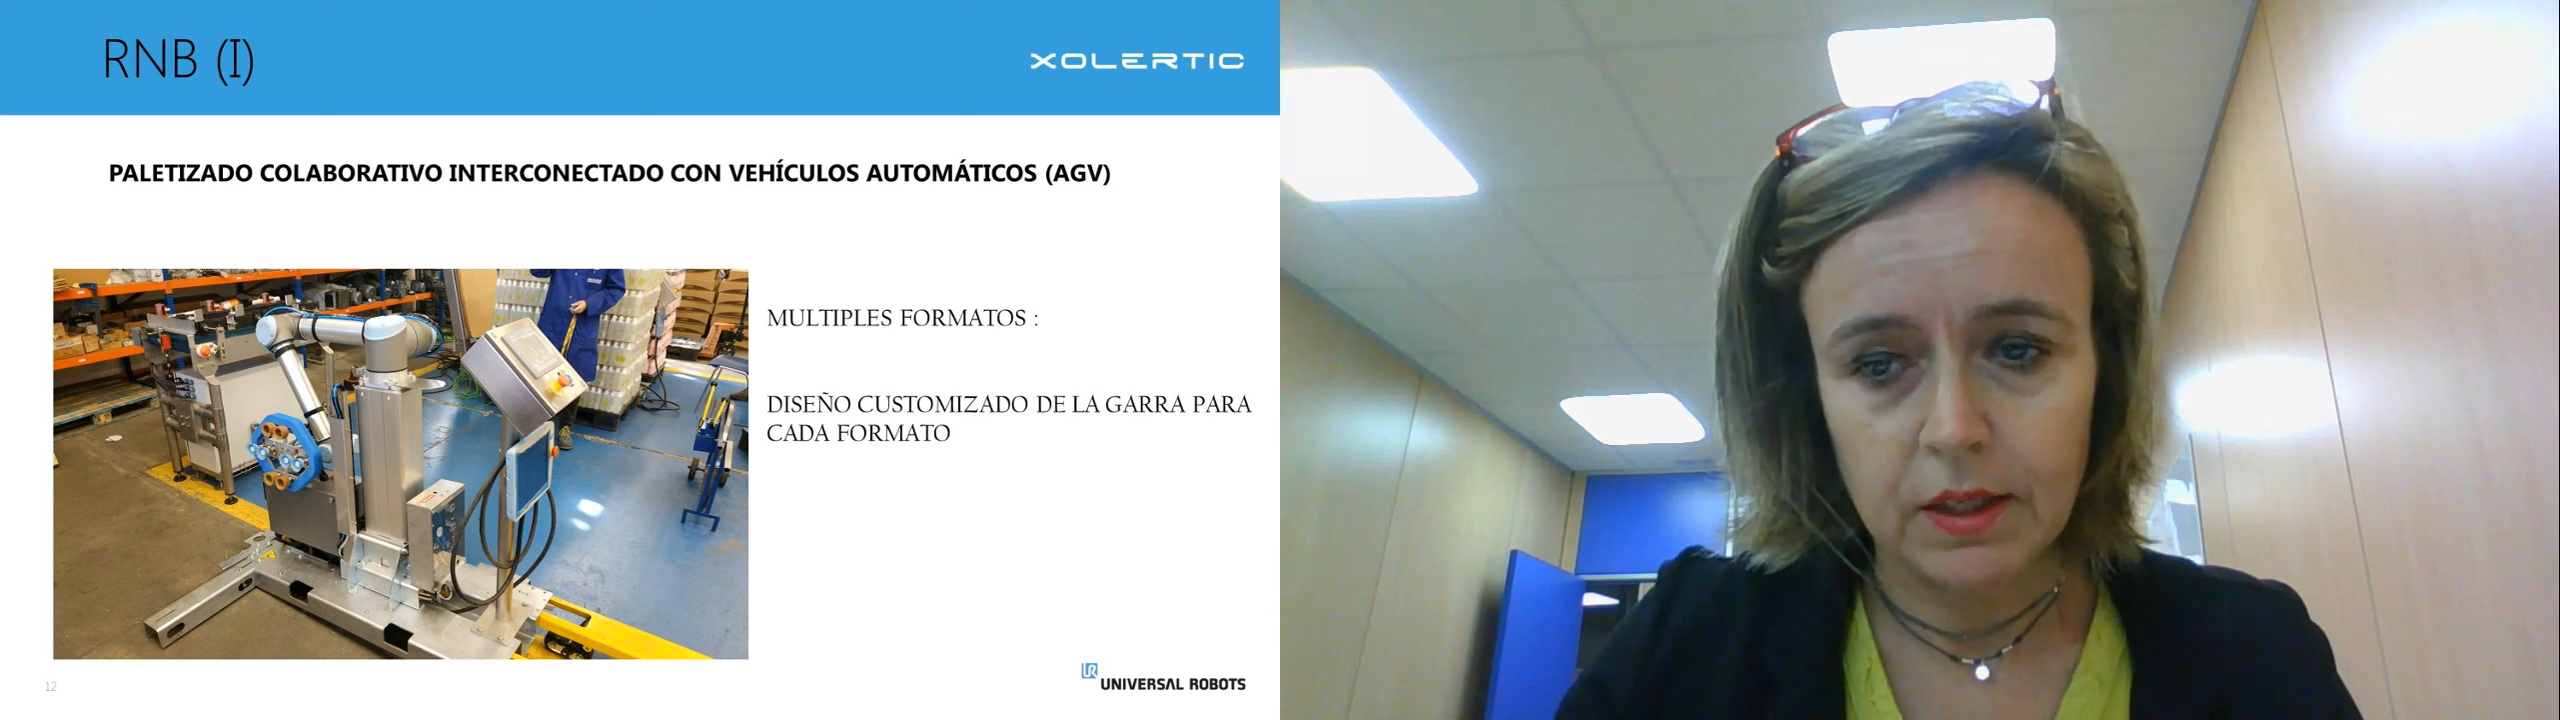 RNB (I)
XOLERTIC
PALETIZADO COLABORATIVO INTERCONECTADO CON VEHÍCULOS AUTOMÁTICOS (AGV)
MULTIPLES FORMATOS :
DISEÑO CUSTOMIZADO DE LA GARRA PARA
CADA FORMATO
12
UR
UNIVERSAL ROBOTS